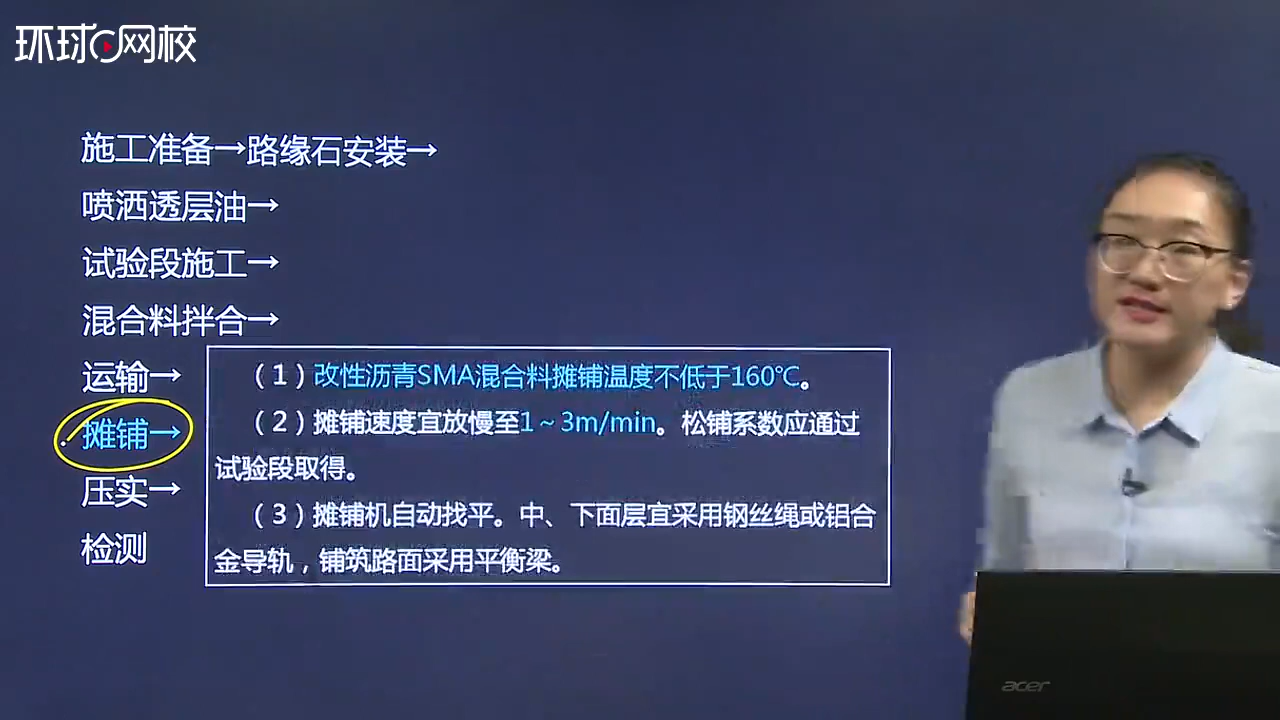 环球网校
施工准备→路缘石安装→
喷洒透层油→
试验段施工→
混合料拌合→
运输→
摊铺→
压实→
检测
（1）改性沥青SMA混合料摊铺温度不低于160℃。
（2）摊铺速度宜放慢至1～3m/min。松铺系数应通过
试验段取得。
（3）摊铺机自动找平。中、下面层宜采用钢丝绳或铝合
金导轨，铺筑路面采用平衡梁。
acer